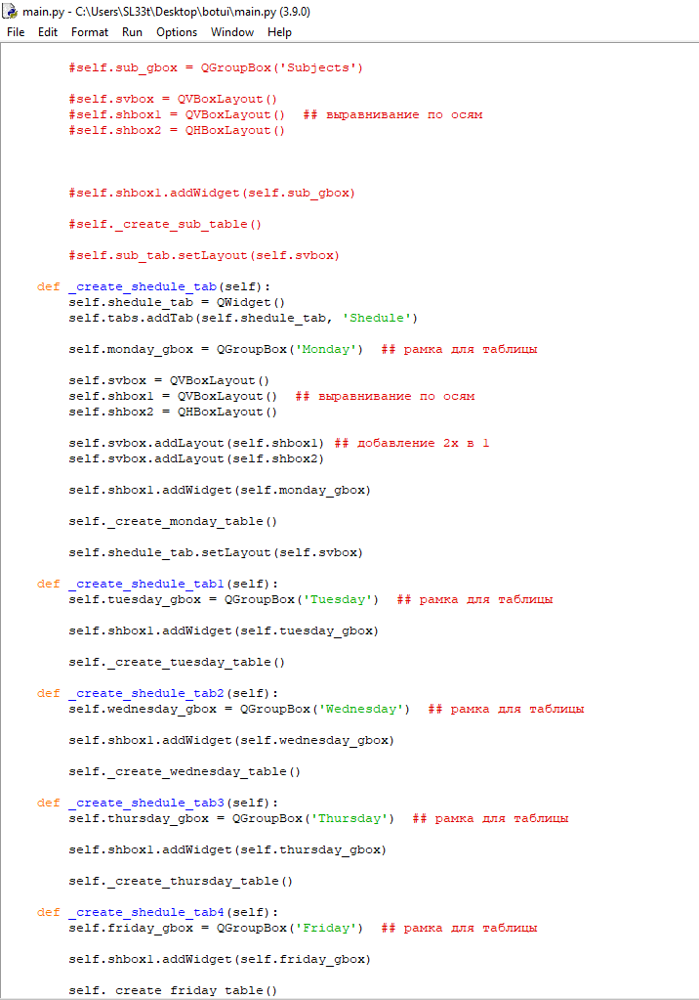 main.py - C:\Users\SL33t\Desktop\botui\main.py (3.9.0)
File Edit Format Run Options Window Help
#self.sub_gbox = QGroupBox('Subjects')
#self.svbox = QVBoxLayout()
#self.shbox1 = QVBoxLayout()  ## выравнивание по осям
#self.shbox2 = QHBoxLayout()
#self.shbox1.addWidget(self.sub_gbox)
#self._create_sub_table()
#self.sub_tab.setLayout(self.svbox)
def _create_shedule_tab(self):
self.shedule_tab = QWidget()
self.tabs.addTab(self.shedule_tab, 'Shedule')
self.monday_gbox = QGroupBox('Monday')  ## рамка для таблицы
self.svbox = QVBoxLayout()
self.shbox1 = QVBoxLayout()  ## выравнивание по осям
self.shbox2 = QHBoxLayout()
self.svbox.addLayout(self.shbox1) ## добавление 2х в 1
self.svbox.addLayout(self.shbox2)
self.shbox1.addWidget(self.monday_gbox)
self._create_monday_table()
self.shedule_tab.setLayout(self.svbox)
def _create_shedule_tab1(self):
self.tuesday_gbox = QGroupBox('Tuesday')  ## рамка для таблицы
self.shbox1.addWidget(self.tuesday_gbox)
self._create_tuesday_table()
def _create_shedule_tab2(self):
self.wednesday_gbox = QGroupBox('Wednesday')  ## рамка для таблицы
self.shbox1.addWidget(self.wednesday_gbox)
self._create_wednesday_table()
def _create_shedule_tab3(self):
self.thursday_gbox = QGroupBox('Thursday')  ## рамка для таблицы
self.shbox1.addWidget(self.thursday_gbox)
self._create_thursday_table()
def _create_shedule_tab4(self):
self.friday_gbox = QGroupBox('Friday')  ## рамка для таблицы
self.shbox1.addWidget(self.friday_gbox)
self._create_friday_table()